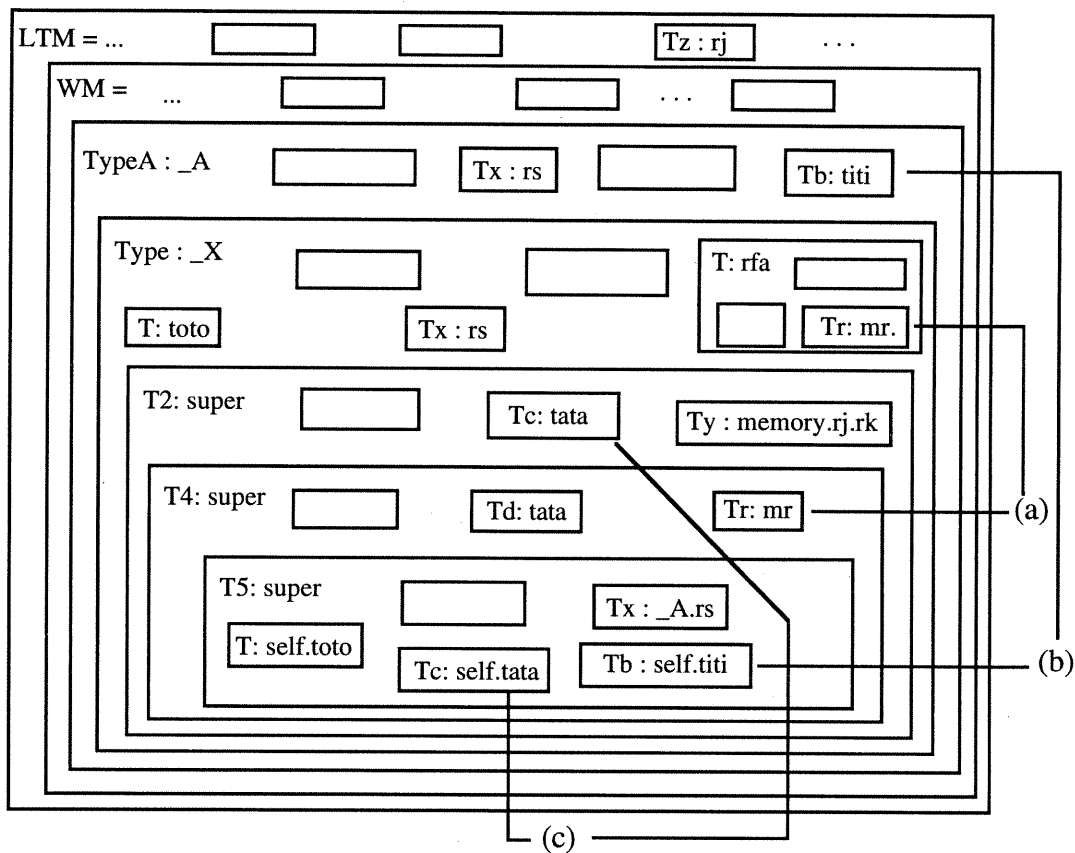 LTM = ... Tz : rj . . .
WM = ... . . .
TypeA : _A Tx : rs Tb: titi
Type : _X T: rfa
T: toto Tx : rs Tr: mr.
T2: super Tc: tata Ty : memory.rj.rk
T4: super Td: tata Tr: mr (a)
T5: super Tx : _A.rs
T: self.toto Tc: self.tata Tb : self.titi (b)
(c)